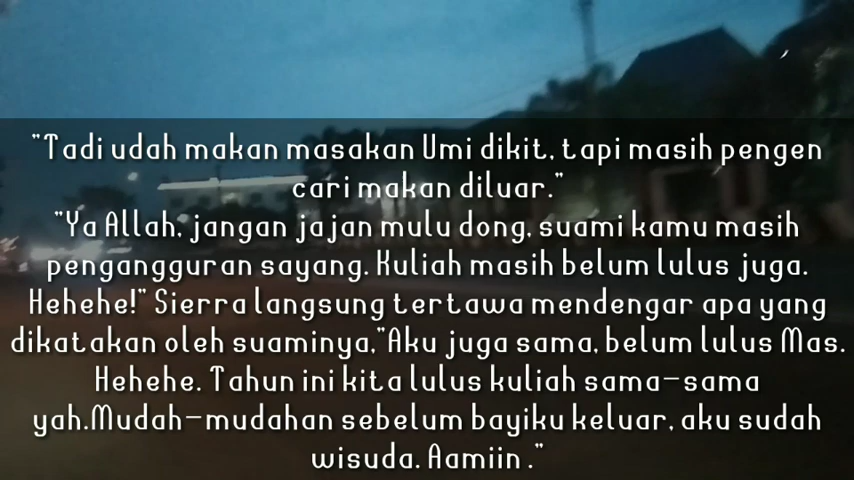 "Tadi udah makan masakan Umi dikit, tapi masih pengen
cari makan diluar."
"Ya Allah, jangan jajan mulu dong, suami kamu masih
pengangguran sayang. Kuliah masih belum lulus juga.
Hehehe!" Sierra langsung tertawa mendengar apa yang
dikatakan oleh suaminya,"Aku juga sama, belum lulus Mas.
Hehehe. Tahun ini kita lulus kuliah sama-sama
yah.Mudah-mudahan sebelum bayiku keluar, aku sudah
wisuda. Aamiin ."